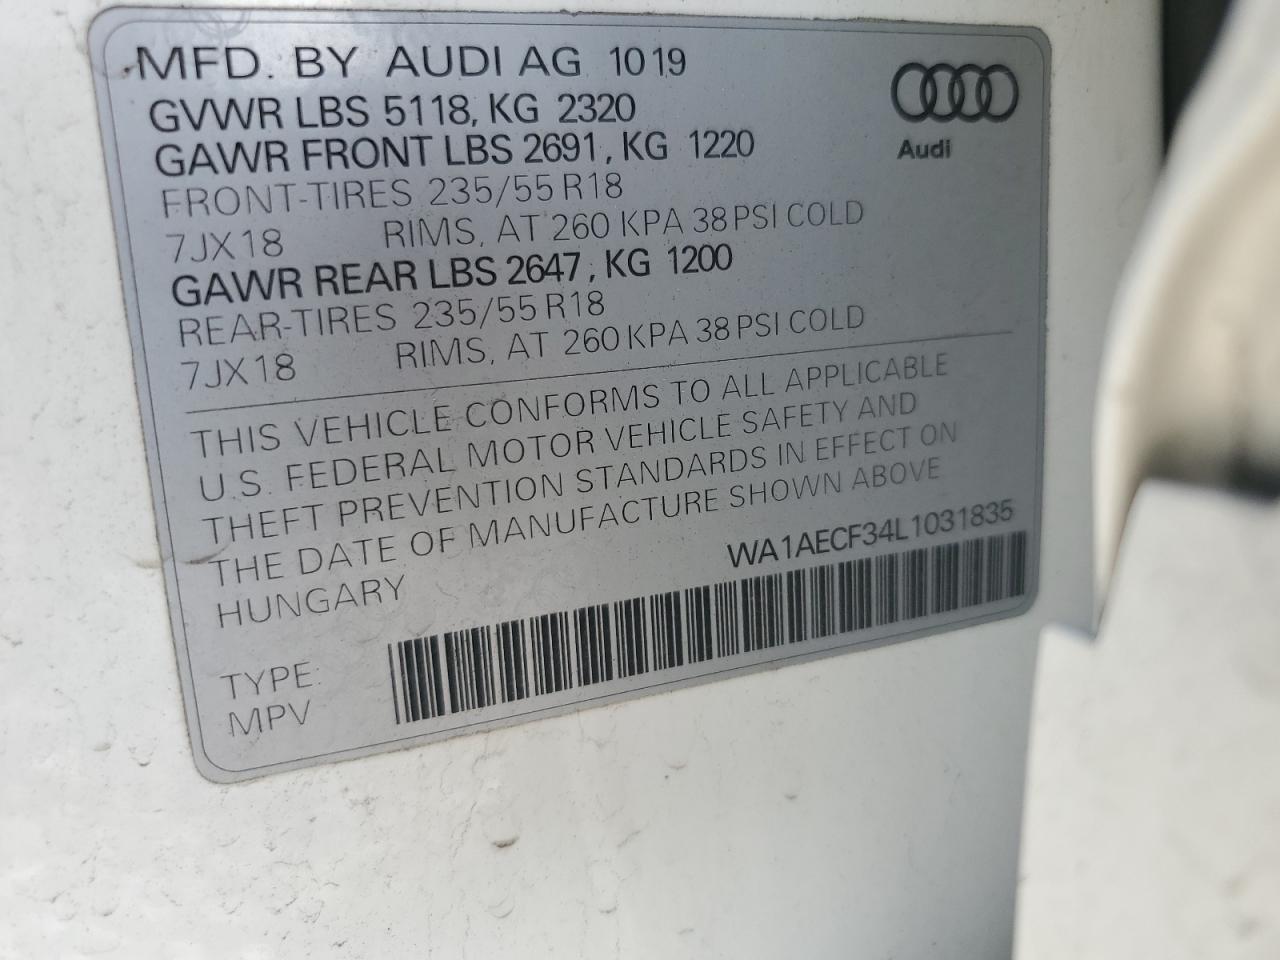 MFD. BY AUDI AG 1019
GVWR LBS 5118, KG 2320
GAWR FRONT LBS 2691, KG 1220
FRONT-TIRES 235/55 R18
7JX18 RIMS, AT 260 KPA 38 PSI COLD
GAWR REAR LBS 2647, KG 1200
REAR-TIRES 235/55 R18
7JX18 RIMS, AT 260 KPA 38 PSI COLD
Audi
THIS VEHICLE CONFORMS TO ALL APPLICABLE
U.S. FEDERAL MOTOR VEHICLE SAFETY AND
THEFT PREVENTION STANDARDS IN EFFECT ON
THE DATE OF MANUFACTURE SHOWN ABOVE
HUNGARY
WA1AECF34L1031835
TYPE:
MPV